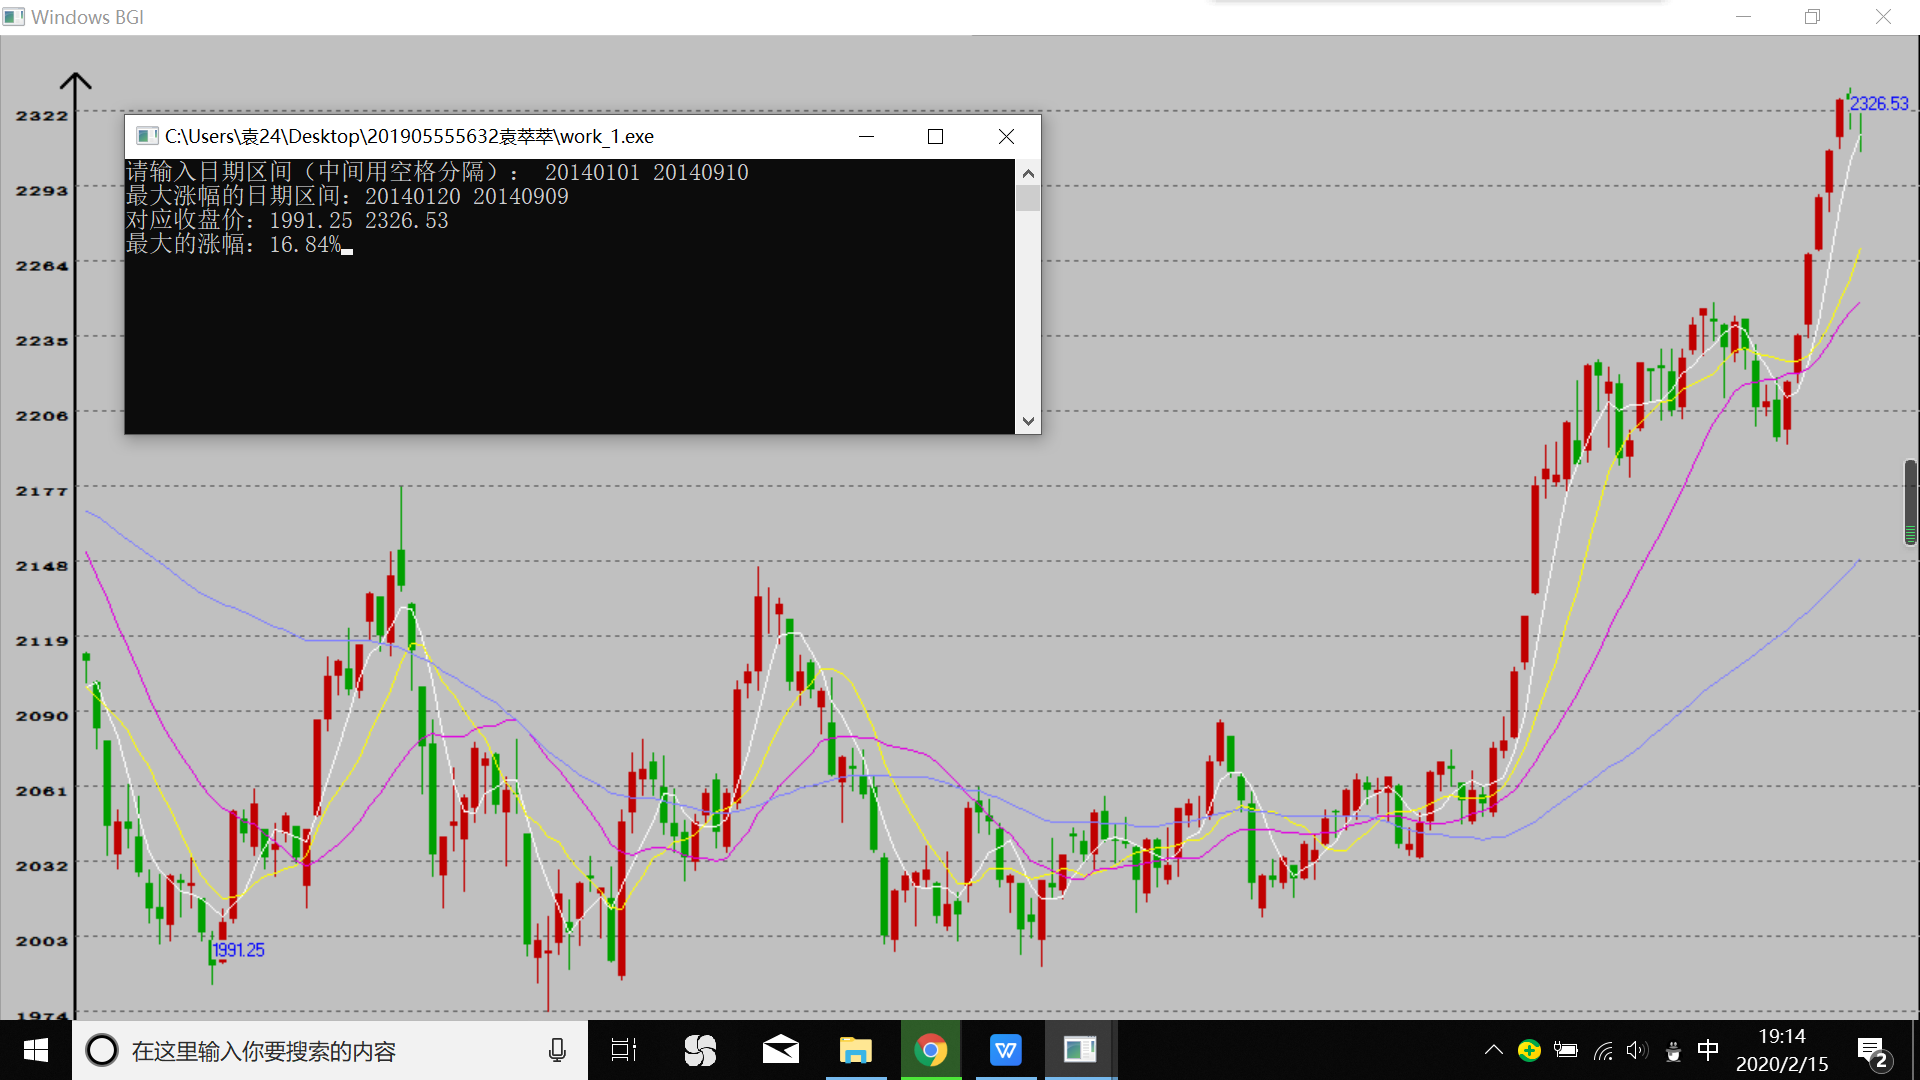 Windows BGI
2322
2293
2264
2235
2206
2177
2148
2119
2090
2061
2032
2003
1974
2326.53
1991.25
C:\Users\袁24\Desktop\201905555632袁萃萃\work_1.exe
请输入日期区间（中间用空格分隔）： 20140101 20140910
最大涨幅的日期区间：20140120 20140909
对应收盘价：1991.25 2326.53
最大的涨幅：16.84%
在这里输入你要搜索的内容
W
中
19:14
2020/2/15
2